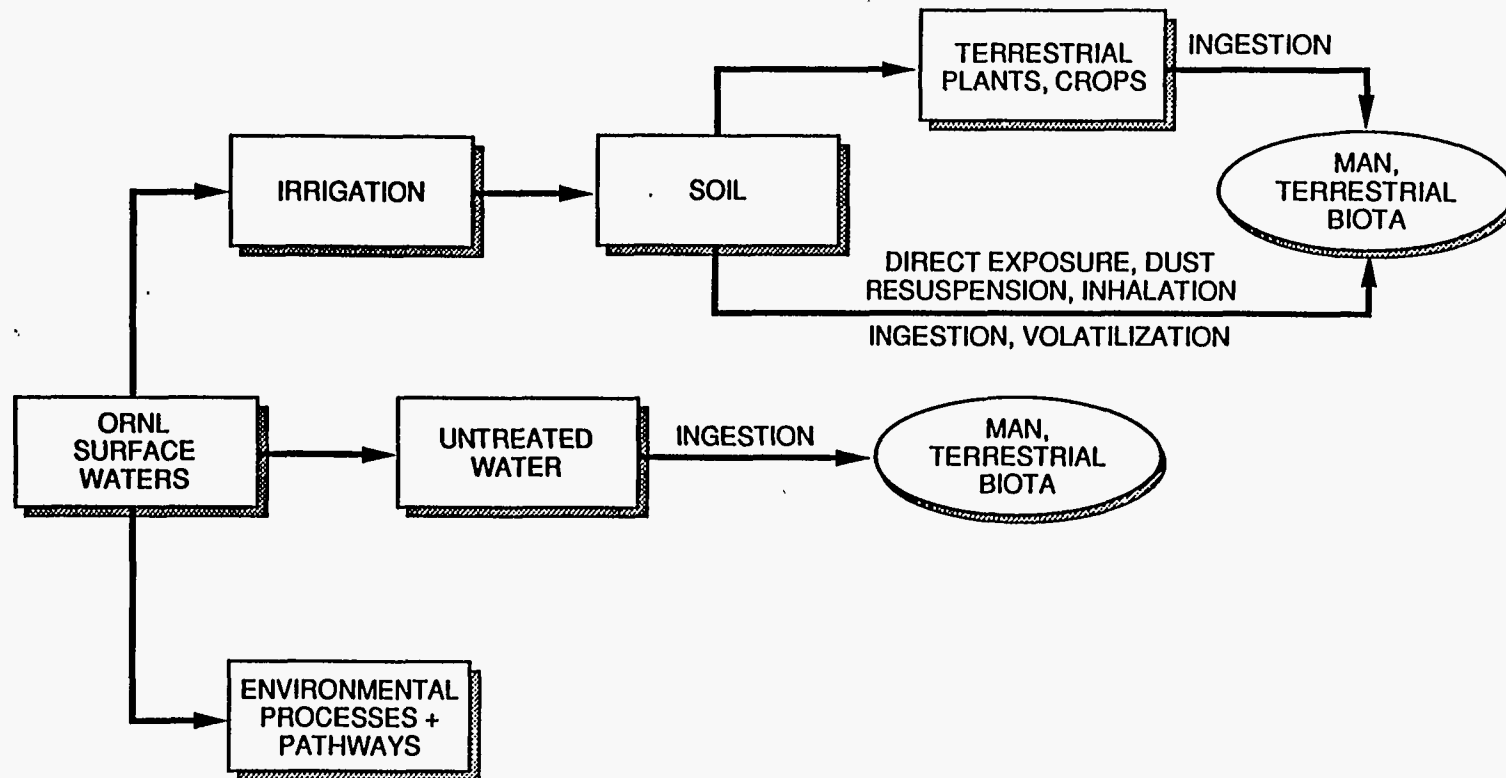 TERRESTRIAL
PLANTS, CROPS
INGESTION
IRRIGATION
SOIL
MAN,
TERRESTRIAL
BIOTA
DIRECT EXPOSURE, DUST
RESUSPENSION, INHALATION
INGESTION, VOLATILIZATION
ORNL
SURFACE
WATERS
UNTREATED
WATER
INGESTION
MAN,
TERRESTRIAL
BIOTA
ENVIRONMENTAL
PROCESSES +
PATHWAYS